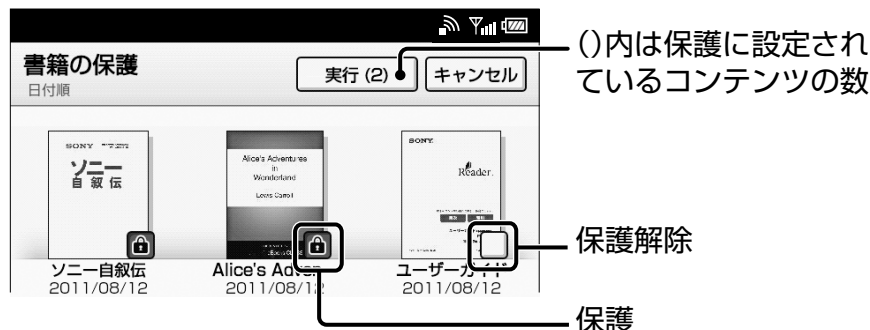 書籍の保護
日付順
実行 (2)
キャンセル
()内は保護に設定され
ているコンテンツの数
SONY
ソニー
自叙伝
Alice's Adventures
in
Wonderland
Lewis Carroll
SONY
Reader.
保護解除
ソニー自叙伝
Alice's Adven
ユーザーガイド
2011/08/12
2011/08/12
2011/08/12
保護